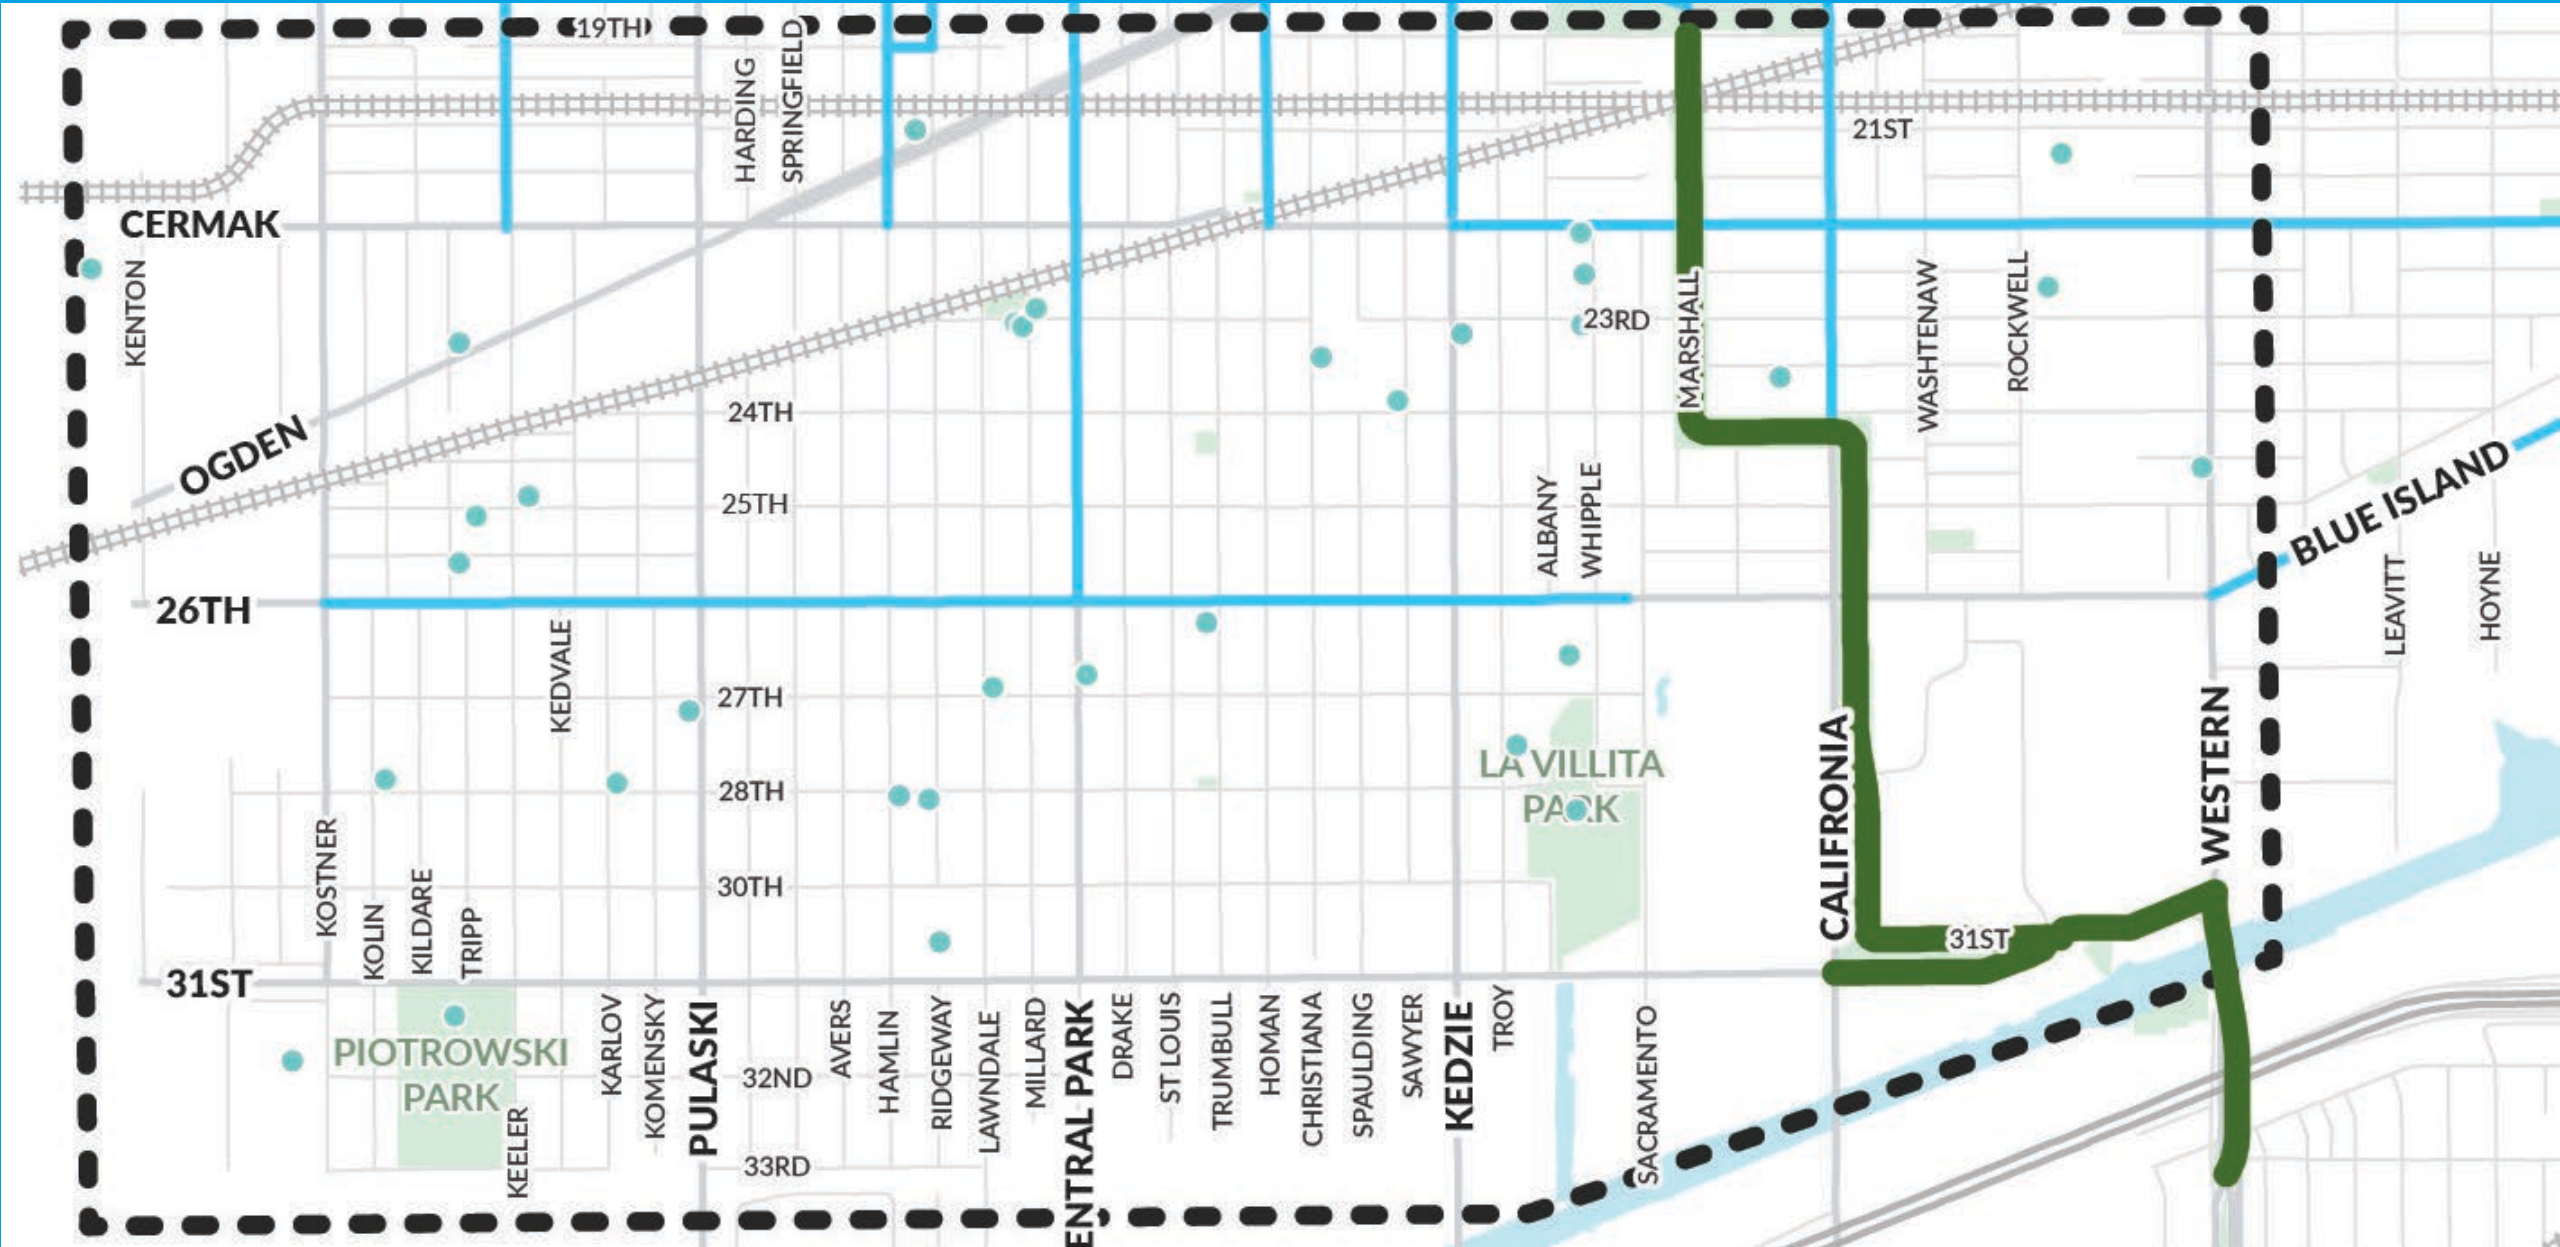 19TH
HARDING
SPRINGFIELD
21ST
CERMAK
KENTON
23RD
MARSHALL
WASHTENAW
ROCKWELL
24TH
OGDEN
25TH
ALBANY
WHIPPLE
BLUE ISLAND
26TH
LEAVITT
HOYNE
KEDVALE
27TH
LA VILLITA
PARK
28TH
CALIFRONIA
WESTERN
KOSTNER
KOLIN
KILDARE
TRIPP
30TH
31ST
31ST
PIOTROWSKI
PARK
KEELER
KARLOV
KOMENSKY
PULASKI
32ND
33RD
AVERS
HAMLIN
RIDGEWAY
LAWNDALE
MILLARD
ENTRAL PARK
DRAKE
ST LOUIS
TRUMBULL
HOMAN
CHRISTIANA
SPAULDING
SAWYER
KEDZIE
TROY
SACRAMENTO